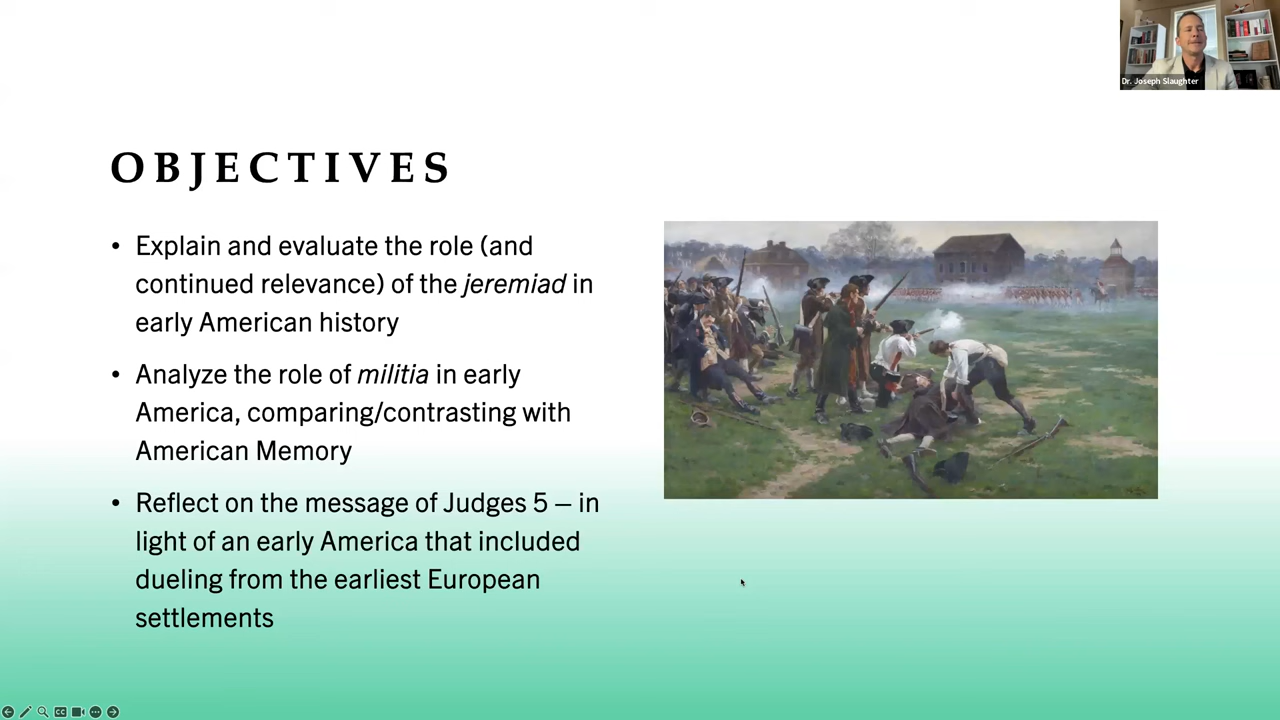 Dr. Joseph Slaughter
OBJECTIVES
• Explain and evaluate the role (and
continued relevance) of the jeremiad in
early American history
• Analyze the role of militia in early
America, comparing/contrasting with
American Memory
• Reflect on the message of Judges 5 – in
light of an early America that included
dueling from the earliest European
settlements
CC